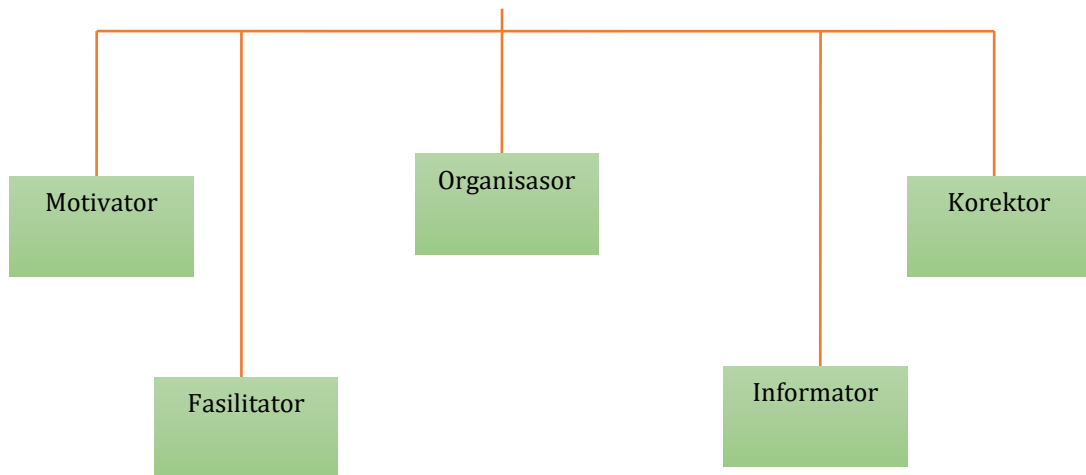 Motivator
Organisasor
Korektor
Fasilitator
Informator